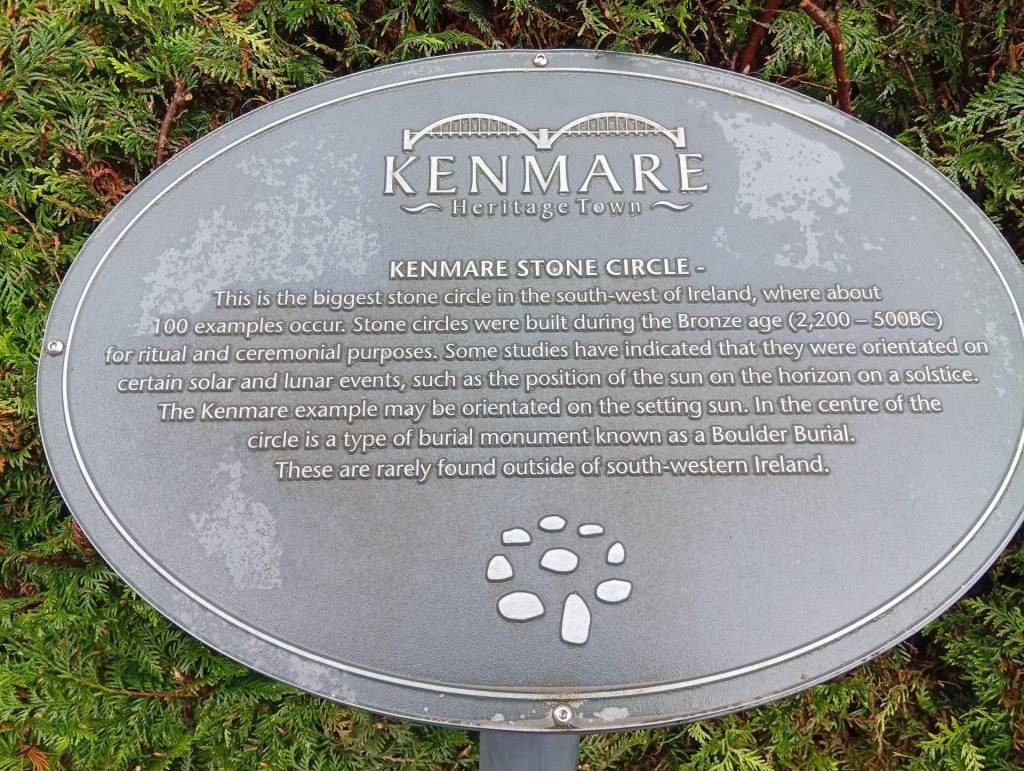 KENMARE
Heritage Town
KENMARE STONE CIRCLE -
This is the biggest stone circle in the south-west of Ireland, where about
100 examples occur. Stone circles were built during the Bronze age (2,200 – 500BC)
for ritual and ceremonial purposes. Some studies have indicated that they were orientated on
certain solar and lunar events, such as the position of the sun on the horizon on a solstice.
The Kenmare example may be orientated on the setting sun. In the centre of the
circle is a type of burial monument known as a Boulder Burial.
These are rarely found outside of south-western Ireland.